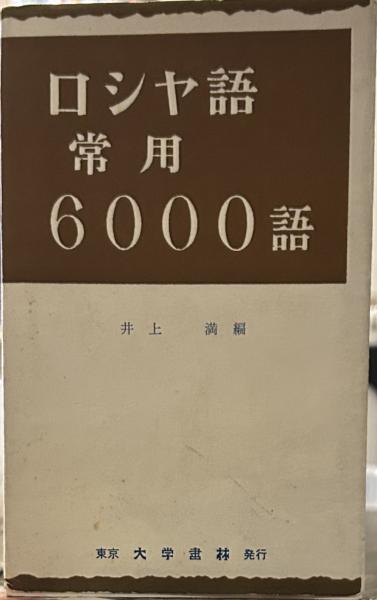 ロシヤ語
常用
6000語
井上 満編
東京 大学書林 発行